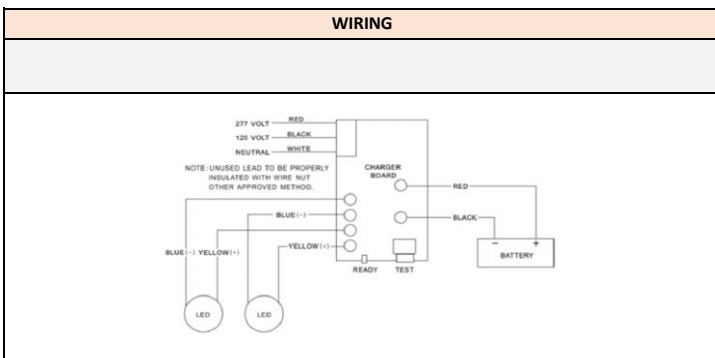 WIRING
277 VOLT RED
120 VOLT BLACK
NEUTRAL WHITE
NOTE: UNUSED LEAD TO BE PROPERLY
INSULATED WITH WIRE NUT
OTHER APPROVED METHOD.
CHARGER
BOARD
RED
BLUE(-)
BLACK
BLUE(-) YELLOW(+)
YELLOW(+)
- +
BATTERY
READY TEST
LED LED